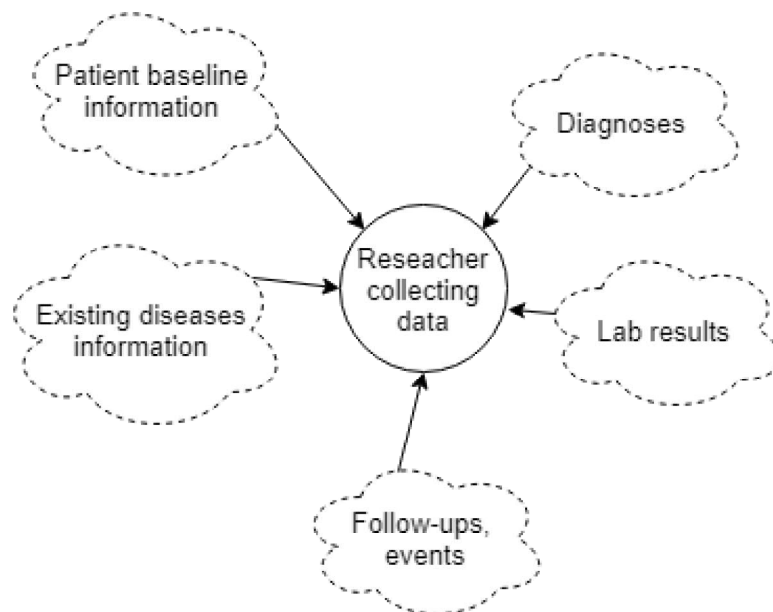 Patient baseline
information
Diagnoses
Reseacher
collecting
data
Existing diseases
information
Lab results
Follow-ups,
events